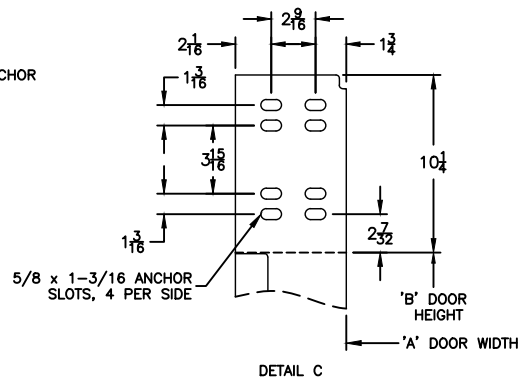 2 9/16
2 1/16
1 3/4
CHOR
1 3/16
3 15/16
10 1/4
1 3/16
2 7/32
5/8 x 1-3/16 ANCHOR
SLOTS, 4 PER SIDE
'B' DOOR
HEIGHT
'A' DOOR WIDTH
DETAIL C